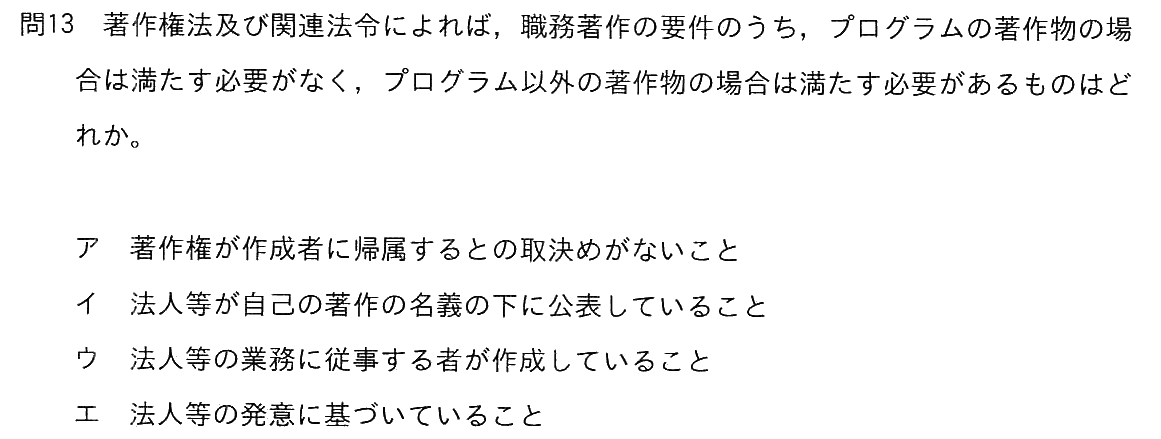 問13　著作権法及び関連法令によれば，職務著作の要件のうち，プログラムの著作物の場
合は満たす必要がなく，プログラム以外の著作物の場合は満たす必要があるものはど
れか。
ア　著作権が作成者に帰属するとの取決めがないこと
イ　法人等が自己の著作の名義の下に公表していること
ウ　法人等の業務に従事する者が作成していること
エ　法人等の発意に基づいていること